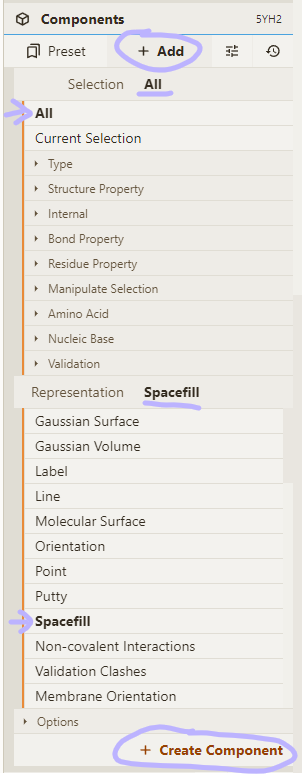 Components 5YH2
Preset + Add
Selection All
All
Current Selection
Type
Structure Property
Internal
Bond Property
Residue Property
Manipulate Selection
Amino Acid
Nucleic Base
Validation
Representation Spacefill
Gaussian Surface
Gaussian Volume
Label
Line
Molecular Surface
Orientation
Point
Putty
Spacefill
Non-covalent Interactions
Validation Clashes
Membrane Orientation
Options
+ Create Component